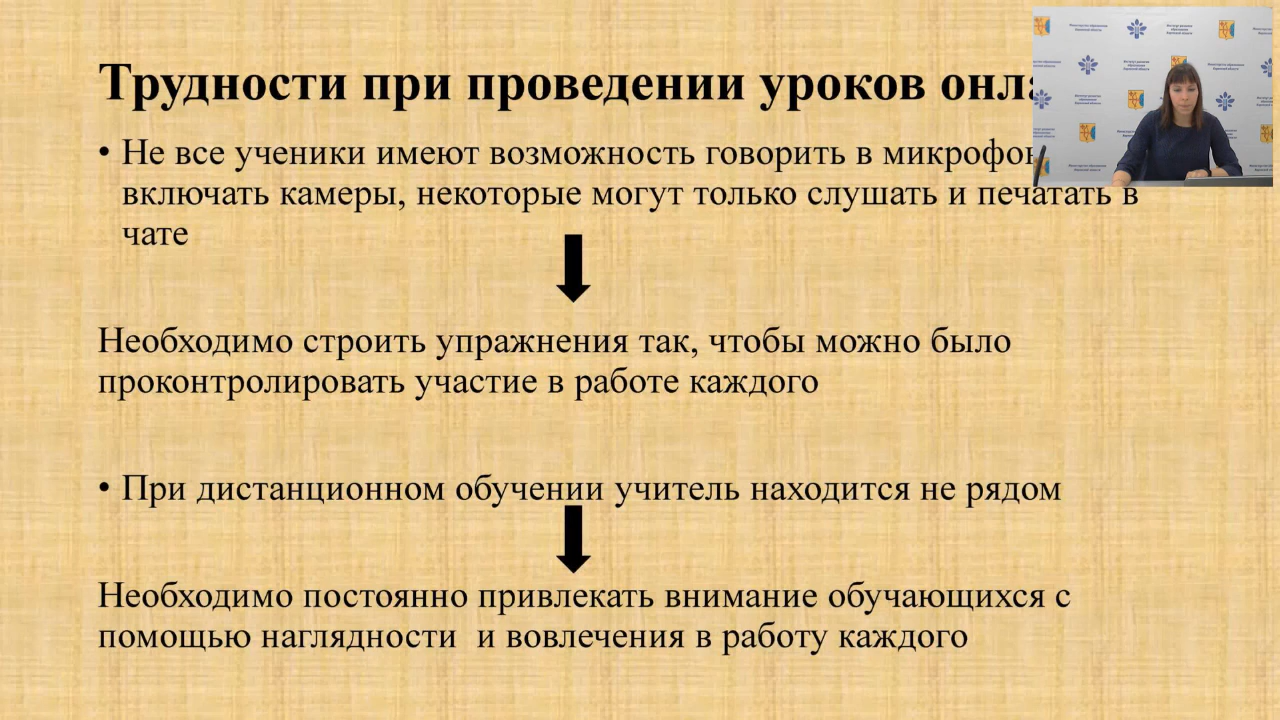 Трудности при проведении уроков онла
• Не все ученики имеют возможность говорить в микрофон
включать камеры, некоторые могут только слушать и печатать в
чате
Необходимо строить упражнения так, чтобы можно было
проконтролировать участие в работе каждого
• При дистанционном обучении учитель находится не рядом
Необходимо постоянно привлекать внимание обучающихся с
помощью наглядности и вовлечения в работу каждого